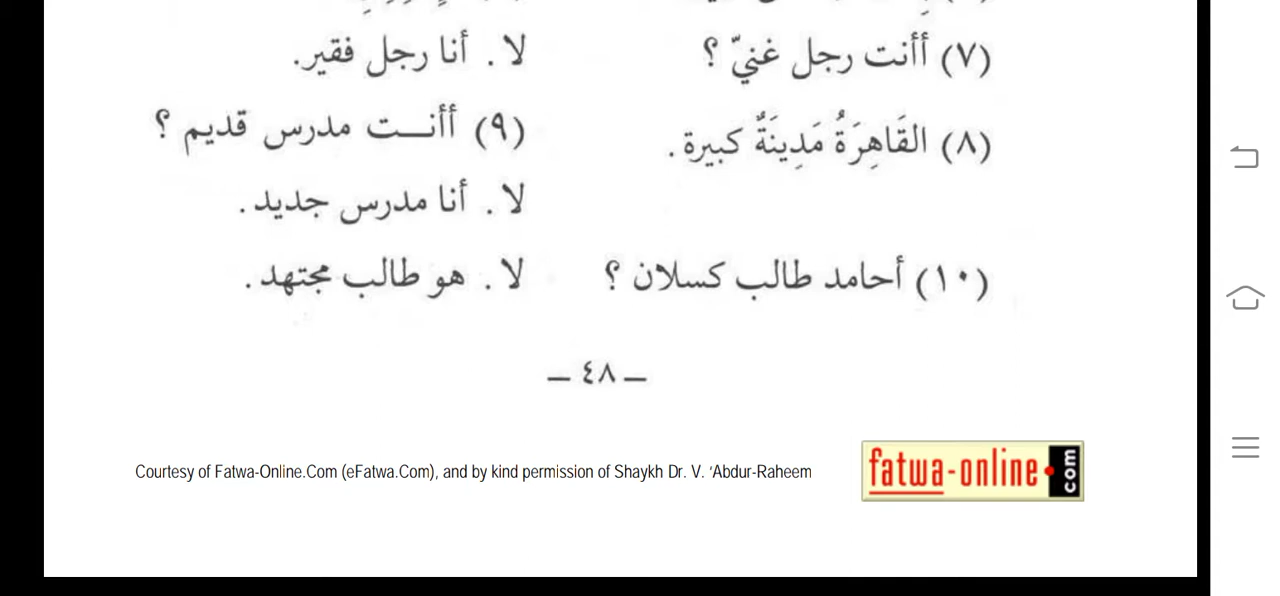 (٧) أأنت رجل غنيّ ؟ لا . أنا رجل فقير.
(٨) القَاهِرَةُ مَدِينَةٌ كبيرة . (٩) أأنت مدرس قديم ؟
لا . أنا مدرس جديد .
(١٠) أحامد طالب كسلان ؟ لا . هو طالب مجتهد .
– ٤٨ –
Courtesy of Fatwa-Online.Com (eFatwa.Com), and by kind permission of Shaykh Dr. V. ‘Abdur-Raheem
fatwa-online.com